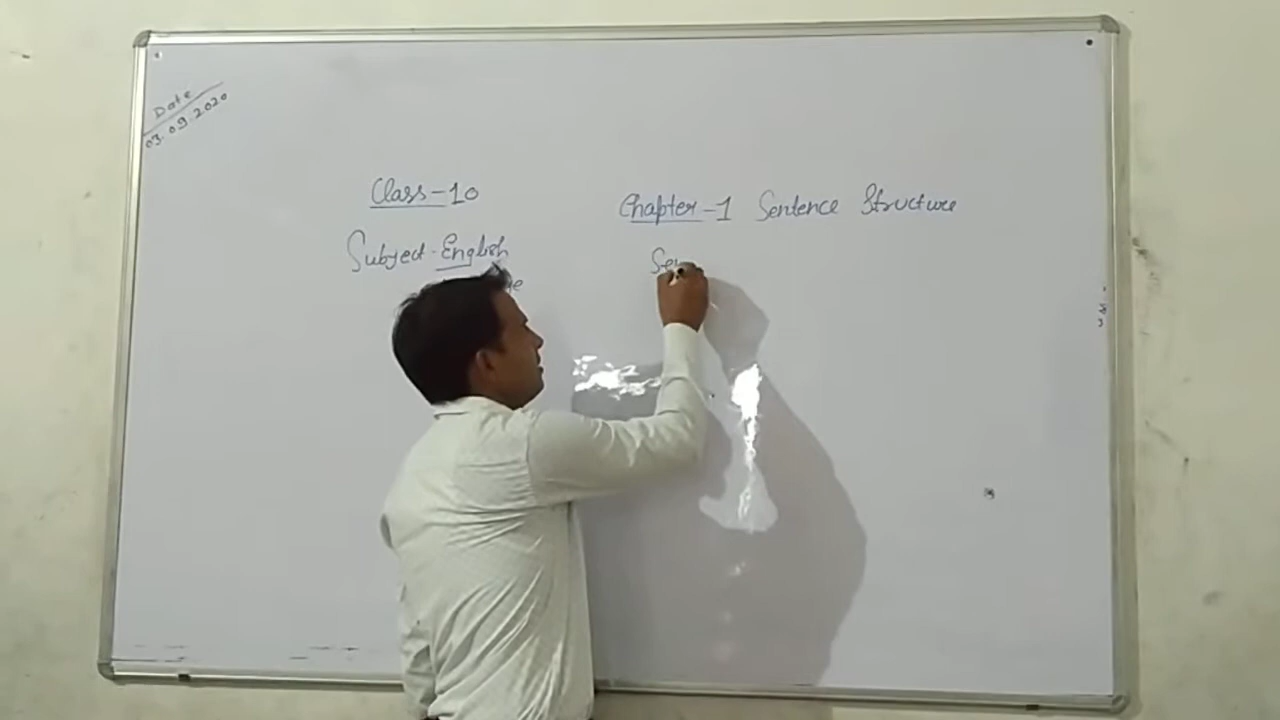 Date
03.09.2020
Class-10
Chapter-1 Sentence Structure
Subject-English
Sen